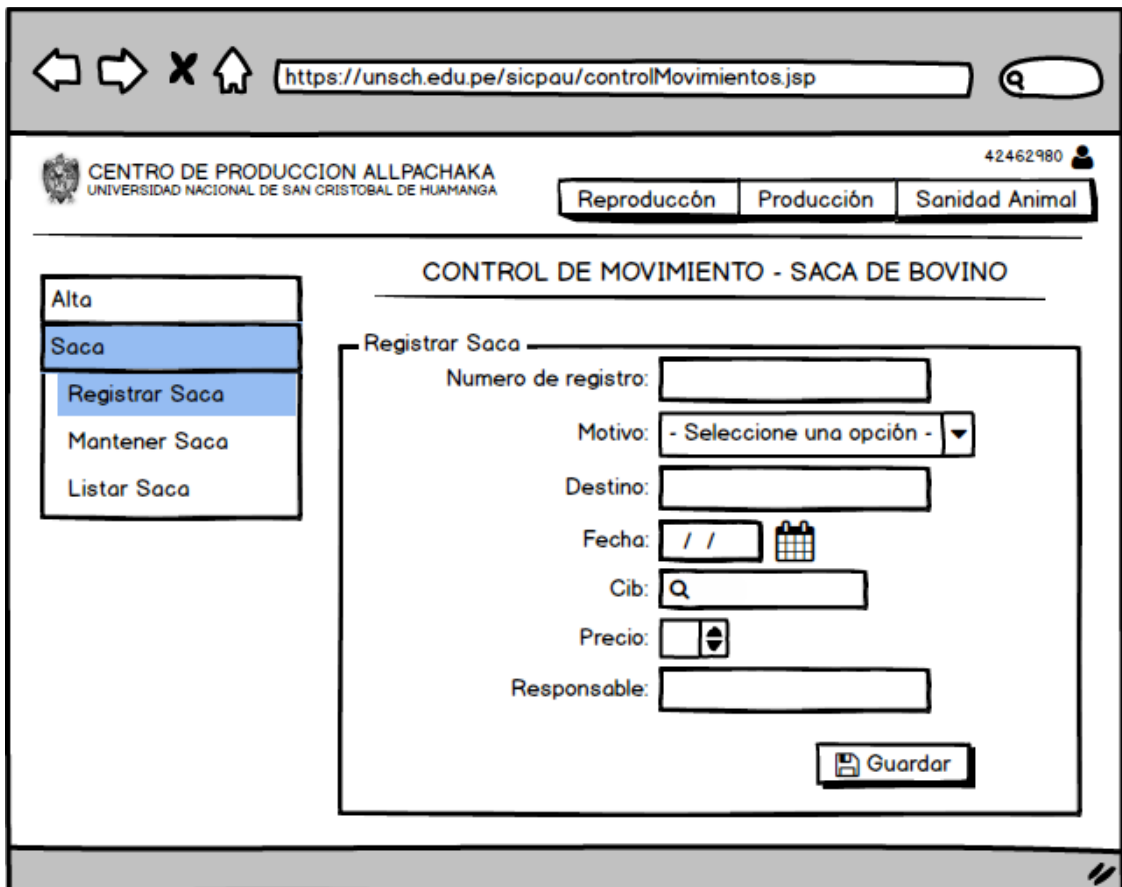 https://unsch.edu.pe/sicpau/controlMovimientos.jsp
CENTRO DE PRODUCCION ALLPACHAKA
UNIVERSIDAD NACIONAL DE SAN CRISTOBAL DE HUAMANGA
42462980
Reproduccón Producción Sanidad Animal
CONTROL DE MOVIMIENTO - SACA DE BOVINO
Alta
Saca
Registrar Saca
Mantener Saca
Listar Saca
Registrar Saca
Numero de registro:
Motivo: - Seleccione una opción -
Destino:
Fecha: / /
Cib:
Precio:
Responsable:
Guardar